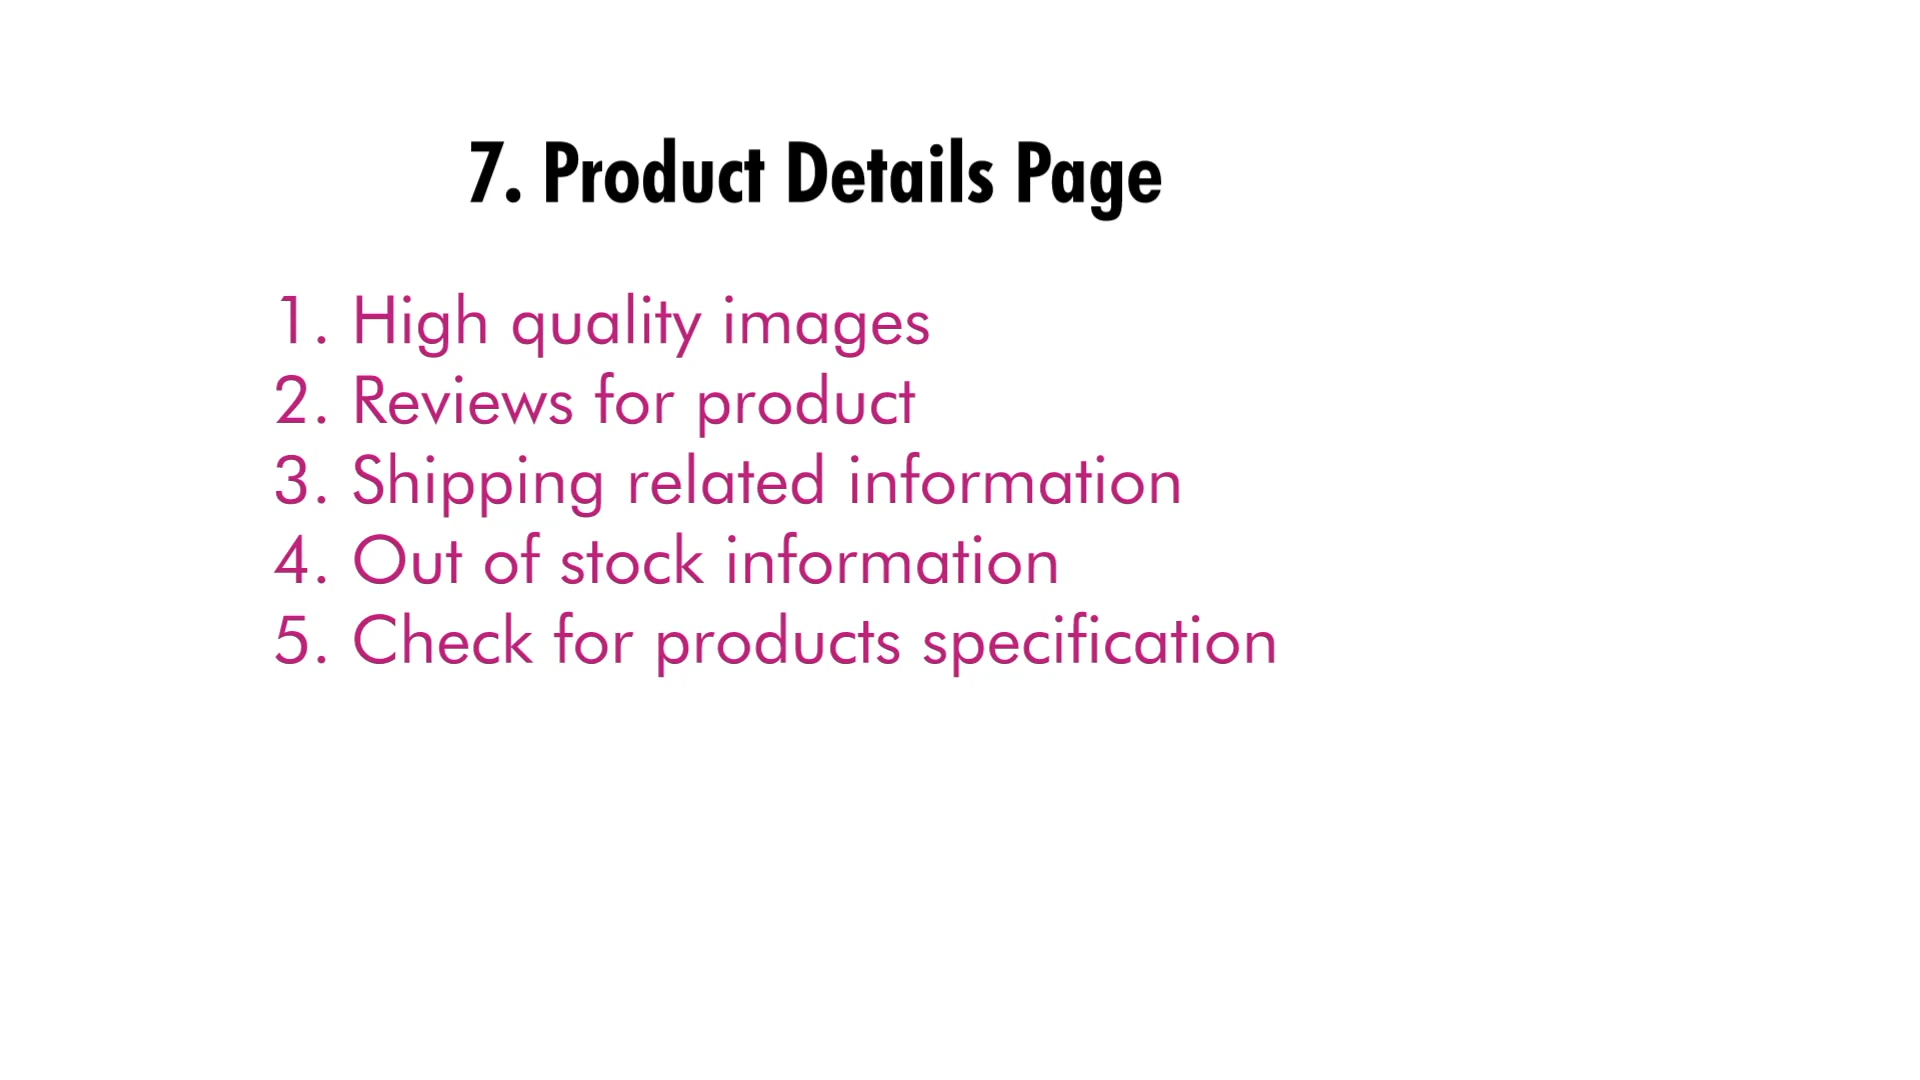 7. Product Details Page
1. High quality images
2. Reviews for product
3. Shipping related information
4. Out of stock information
5. Check for products specification